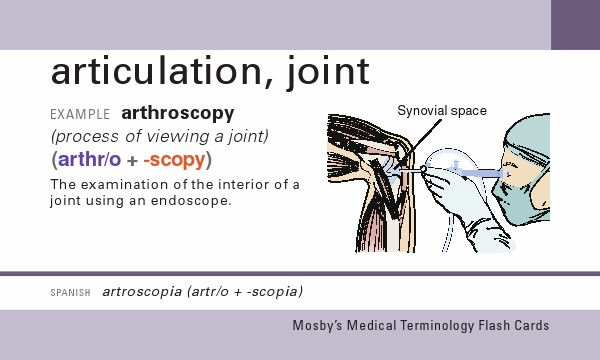 articulation, joint
EXAMPLE arthroscopy
(process of viewing a joint)
(arthr/o + -scopy)
The examination of the interior of a
joint using an endoscope.
Synovial space
SPANISH artroscopia (artr/o + -scopia)
Mosby's Medical Terminology Flash Cards